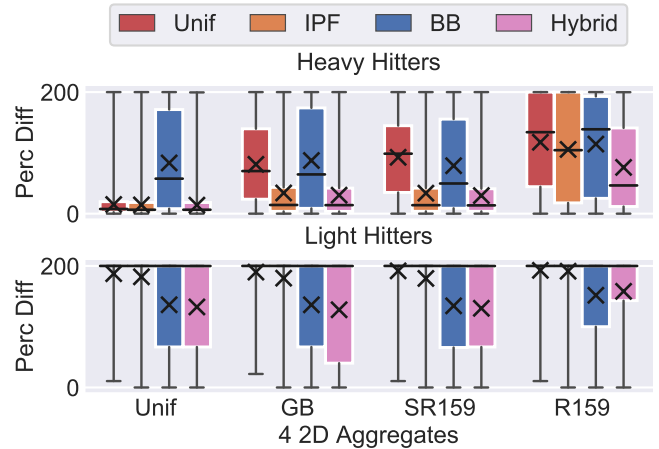 Unif IPF BB Hybrid
Heavy Hitters
200
Perc Diff
0
Light Hitters
200
Perc Diff
0
Unif GB SR159 R159
4 2D Aggregates